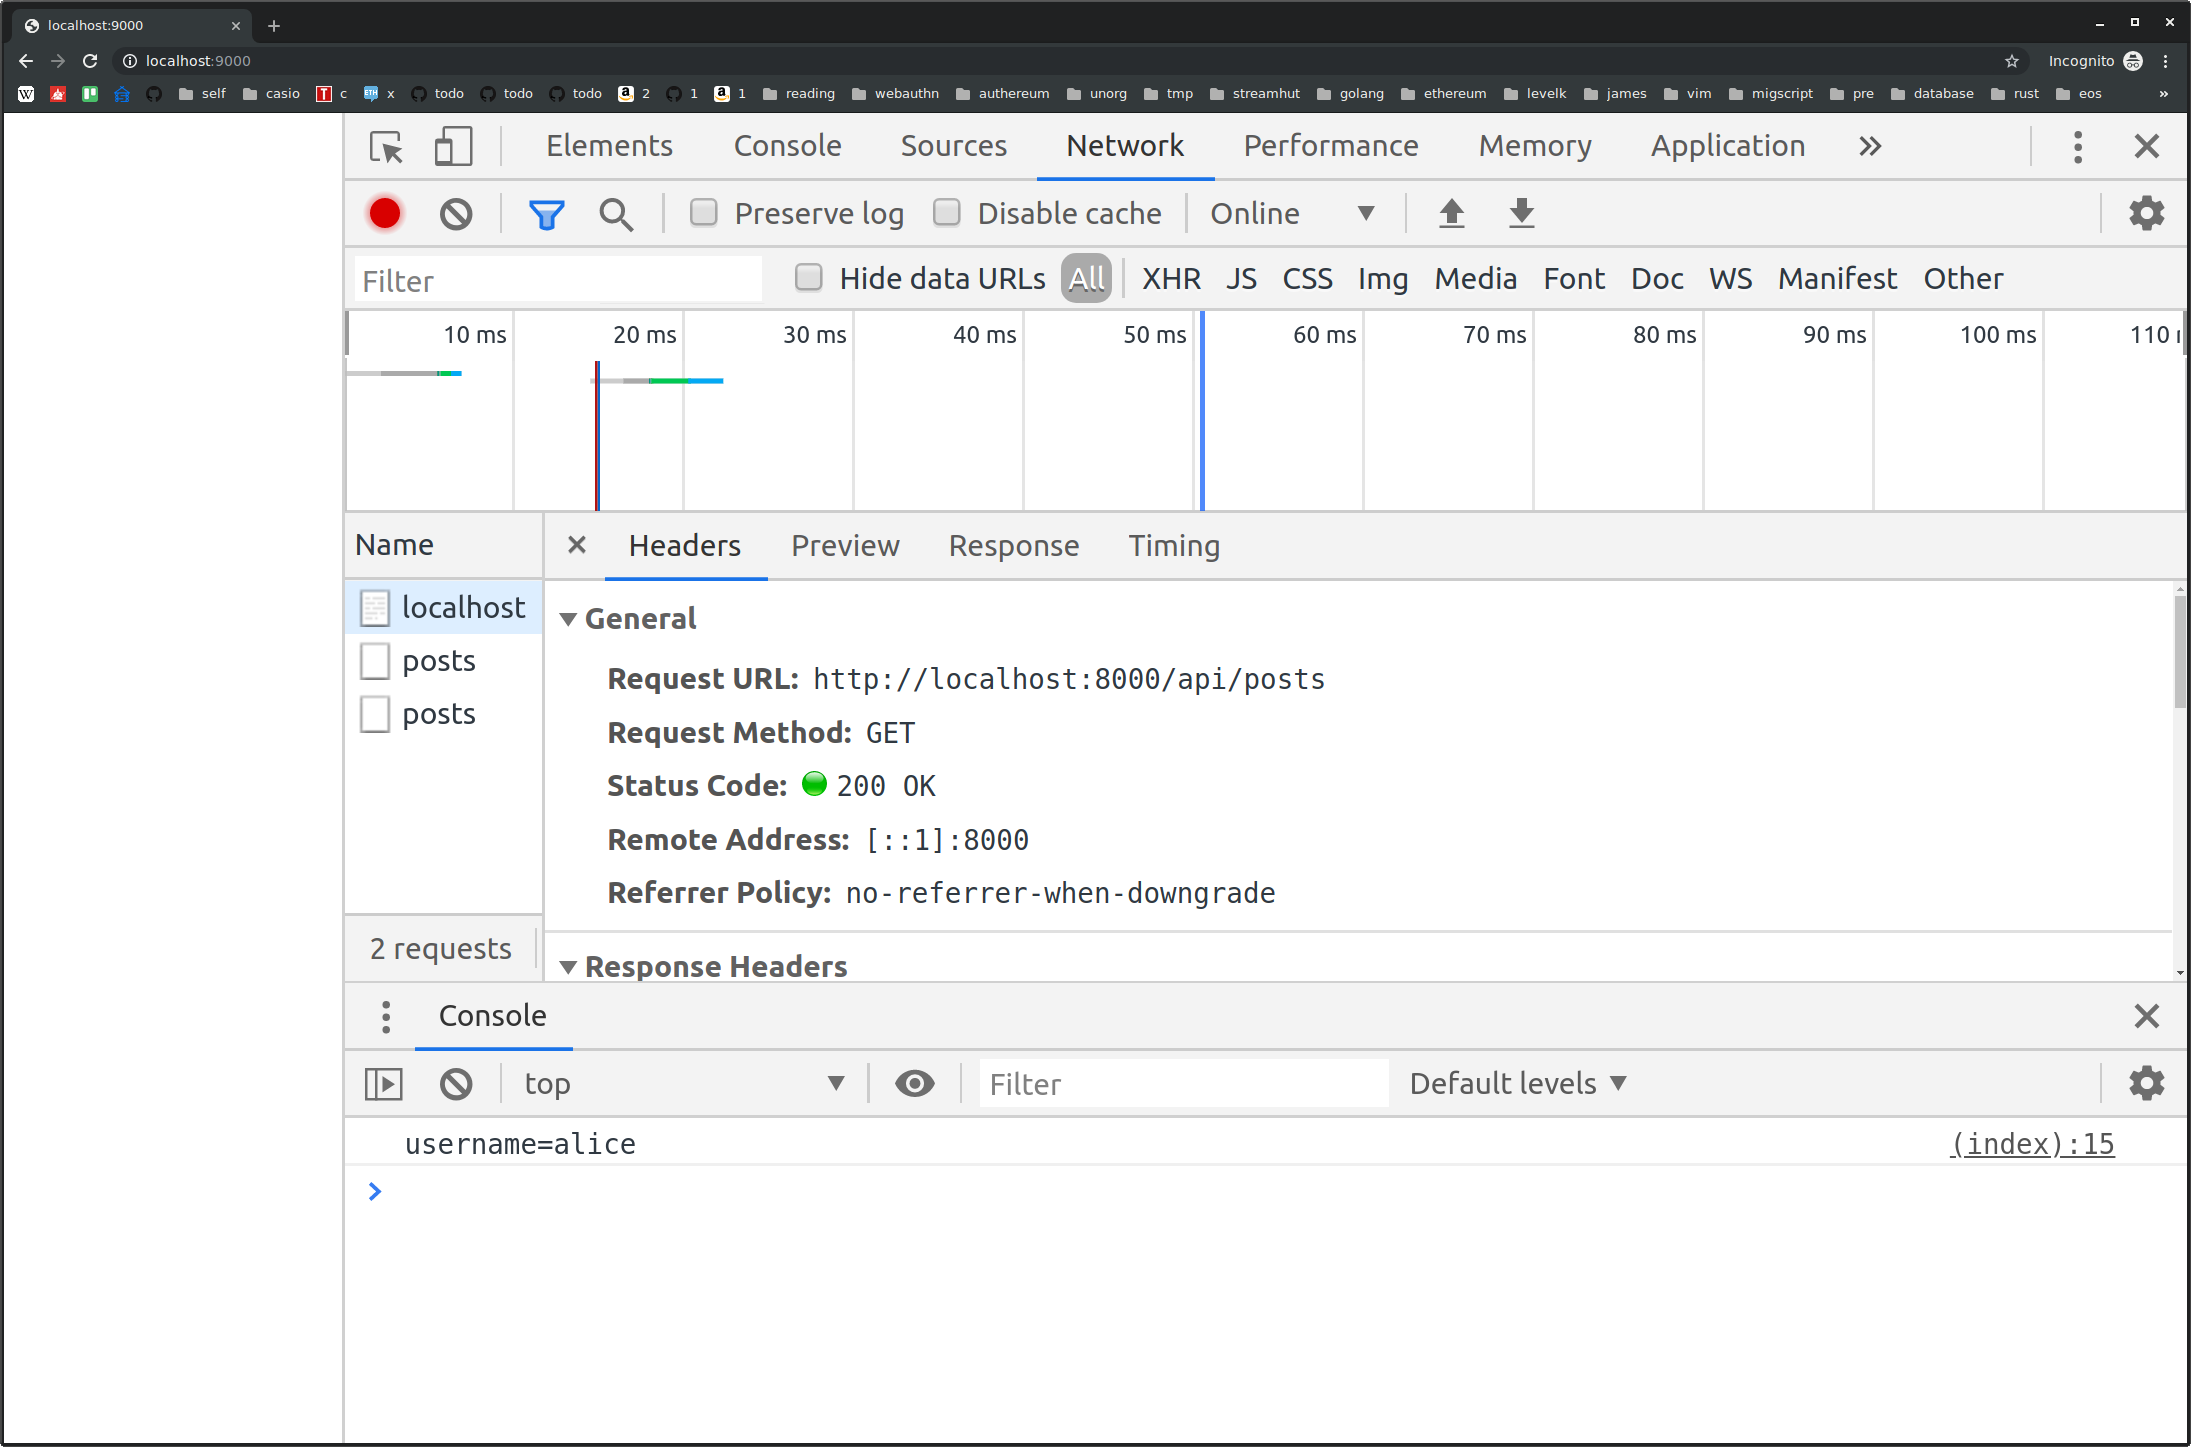 localhost:9000
localhost:9000 Incognito
W self casio T c ETH x todo todo todo a 2 1 a 1 reading webauthn authereum unorg tmp streamhut golang ethereum levelk james vim migscript pre database rust eos »
Elements Console Sources Network Performance Memory Application »
Preserve log Disable cache Online
Filter Hide data URLs All XHR JS CSS Img Media Font Doc WS Manifest Other
10 ms 20 ms 30 ms 40 ms 50 ms 60 ms 70 ms 80 ms 90 ms 100 ms 110
Name × Headers Preview Response Timing
localhost
posts
posts
2 requests
General
Request URL: http://localhost:8000/api/posts
Request Method: GET
Status Code: 200 OK
Remote Address: [::1]:8000
Referrer Policy: no-referrer-when-downgrade
Response Headers
Console
top Filter Default levels
username=alice (index):15